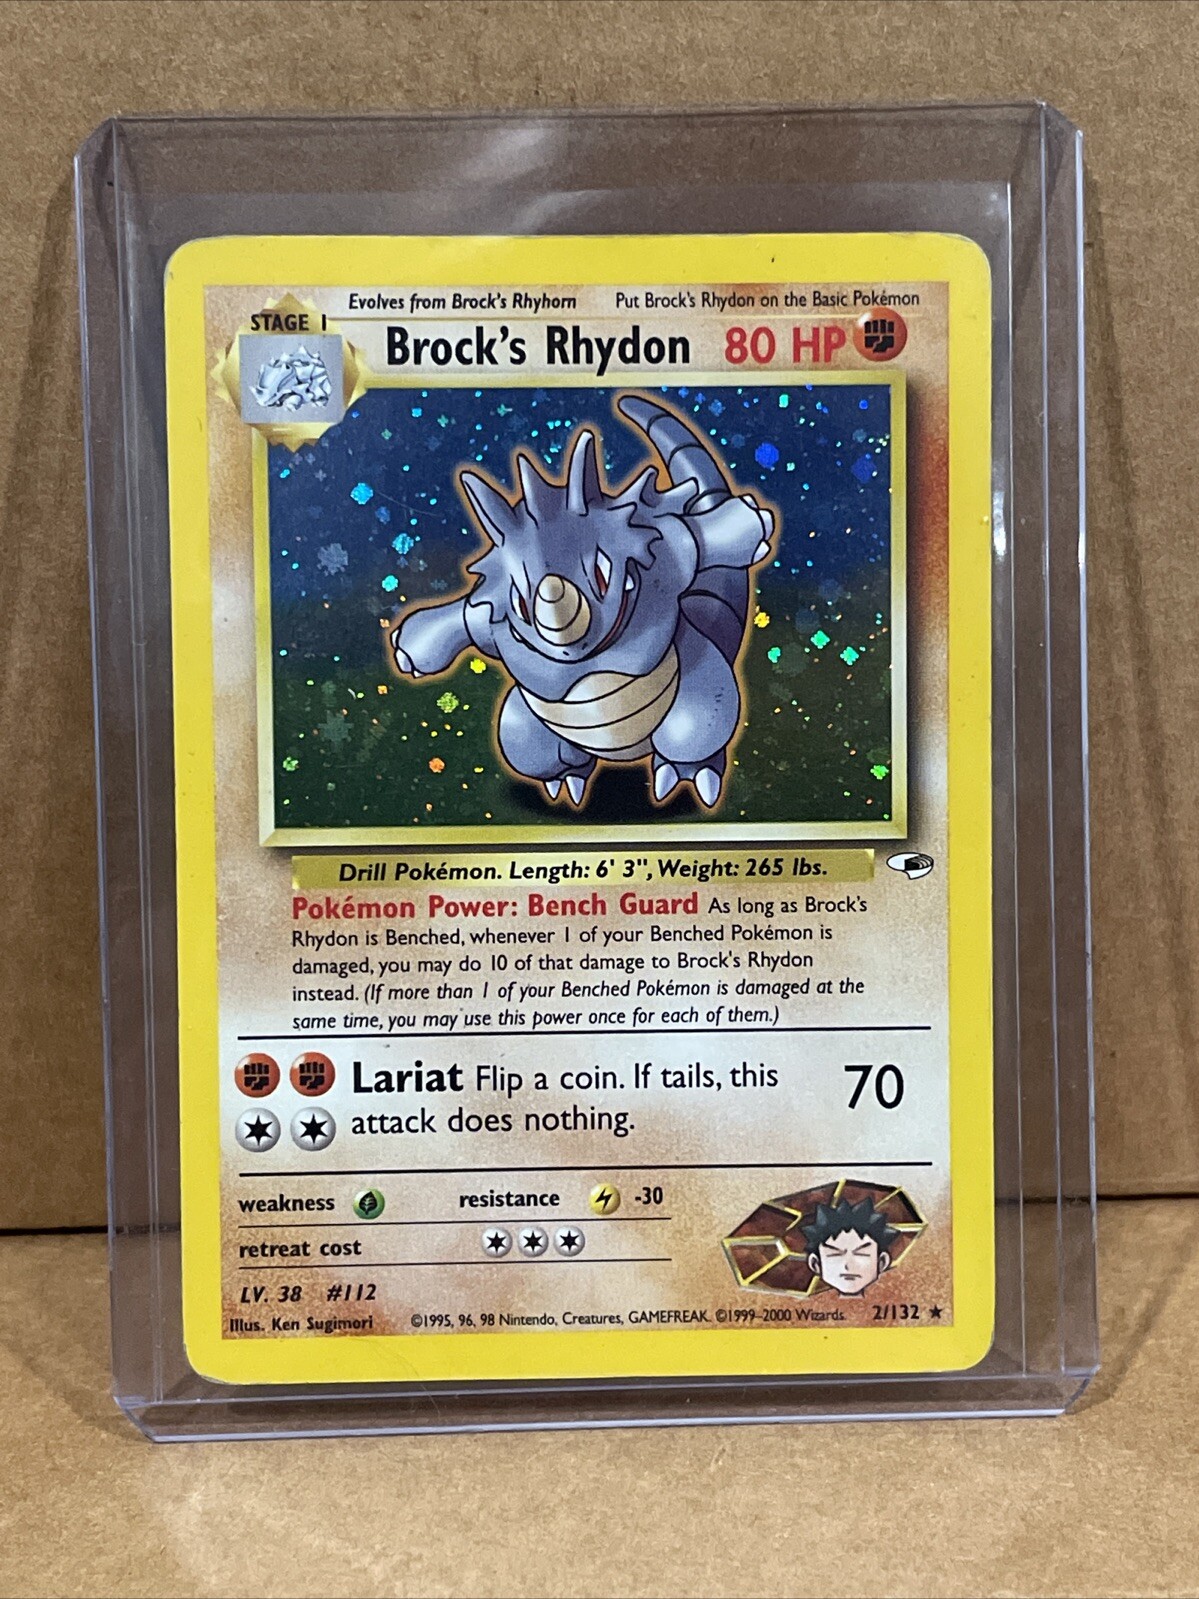 Evolves from Brock's Rhyhorn Put Brock's Rhydon on the Basic Pokémon
STAGE 1
Brock's Rhydon 80 HP
Drill Pokémon. Length: 6' 3", Weight: 265 lbs.
Pokémon Power: Bench Guard As long as Brock's
Rhydon is Benched, whenever 1 of your Benched Pokémon is
damaged, you may do 10 of that damage to Brock's Rhydon
instead. (If more than 1 of your Benched Pokémon is damaged at the
same time, you may use this power once for each of them.)
Lariat Flip a coin. If tails, this
attack does nothing.
70
weakness resistance -30
retreat cost
LV. 38 #112
Illus. Ken Sugimori ©1995, 96, 98 Nintendo, Creatures, GAMEFREAK. ©1999–2000 Wizards. 2/132 ★